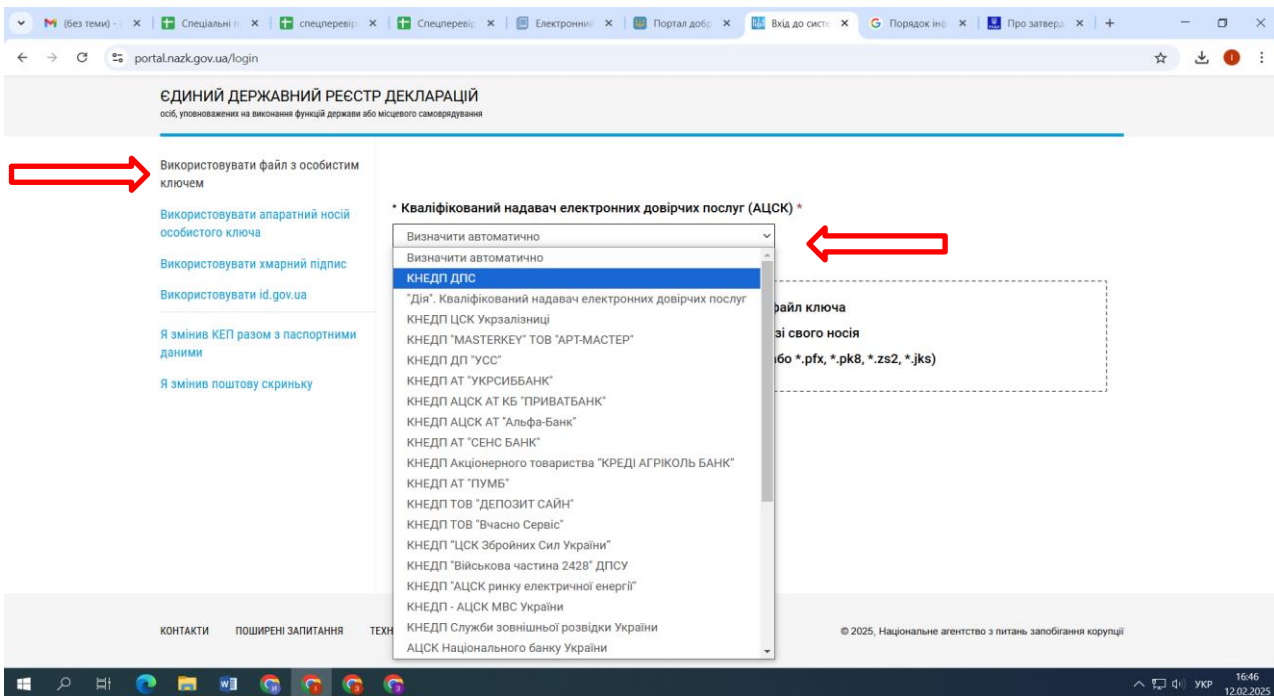 (без теми) -
Спеціальні п
спецперевір
Спецперевір
Електронни
Портал добр
Вхід до систе
Порядок інф
Про затверд
portal.nazk.gov.ua/login
ЄДИНИЙ ДЕРЖАВНИЙ РЕЄСТР ДЕКЛАРАЦІЙ
осіб, уповноважених на виконання функцій держави або місцевого самоврядування
Використовувати файл з особистим
ключем
Використовувати апаратний носій
особистого ключа
Використовувати хмарний підпис
Використовувати id.gov.ua
Я змінив КЕП разом з паспортними
даними
Я змінив поштову скриньку
* Кваліфікований надавач електронних довірчих послуг (АЦСК) *
Визначити автоматично
Визначити автоматично
КНЕДП ДПС
"Дія". Кваліфікований надавач електронних довірчих послуг
КНЕДП ЦСК Укрзалізниці
КНЕДП "MASTERKEY" ТОВ "АРТ-МАСТЕР"
КНЕДП ДП "УСС"
КНЕДП АТ "УКРСИББАНК"
КНЕДП АЦСК АТ КБ "ПРИВАТБАНК"
КНЕДП АЦСК АТ "Альфа-Банк"
КНЕДП АТ "СЕНС БАНК"
КНЕДП Акціонерного товариства "КРЕДІ АГРІКОЛЬ БАНК"
КНЕДП АТ "ПУМБ"
КНЕДП ТОВ "ДЕПОЗИТ САЙН"
КНЕДП ТОВ "Вчасно Сервіс"
КНЕДП "ЦСК Збройних Сил України"
КНЕДП "Військова частина 2428" ДПСУ
КНЕДП "АЦСК ринку електричної енергії"
КНЕДП - АЦСК МВС України
КНЕДП Служби зовнішньої розвідки України
АЦСК Національного банку України
файл ключа
зі свого носія
або *.pfx, *.pk8, *.zs2, *.jks)
КОНТАКТИ ПОШИРЕНІ ЗАПИТАННЯ ТЕХН
© 2025, Національне агентство з питань запобігання корупції
УКР
16:46
12.02.2025